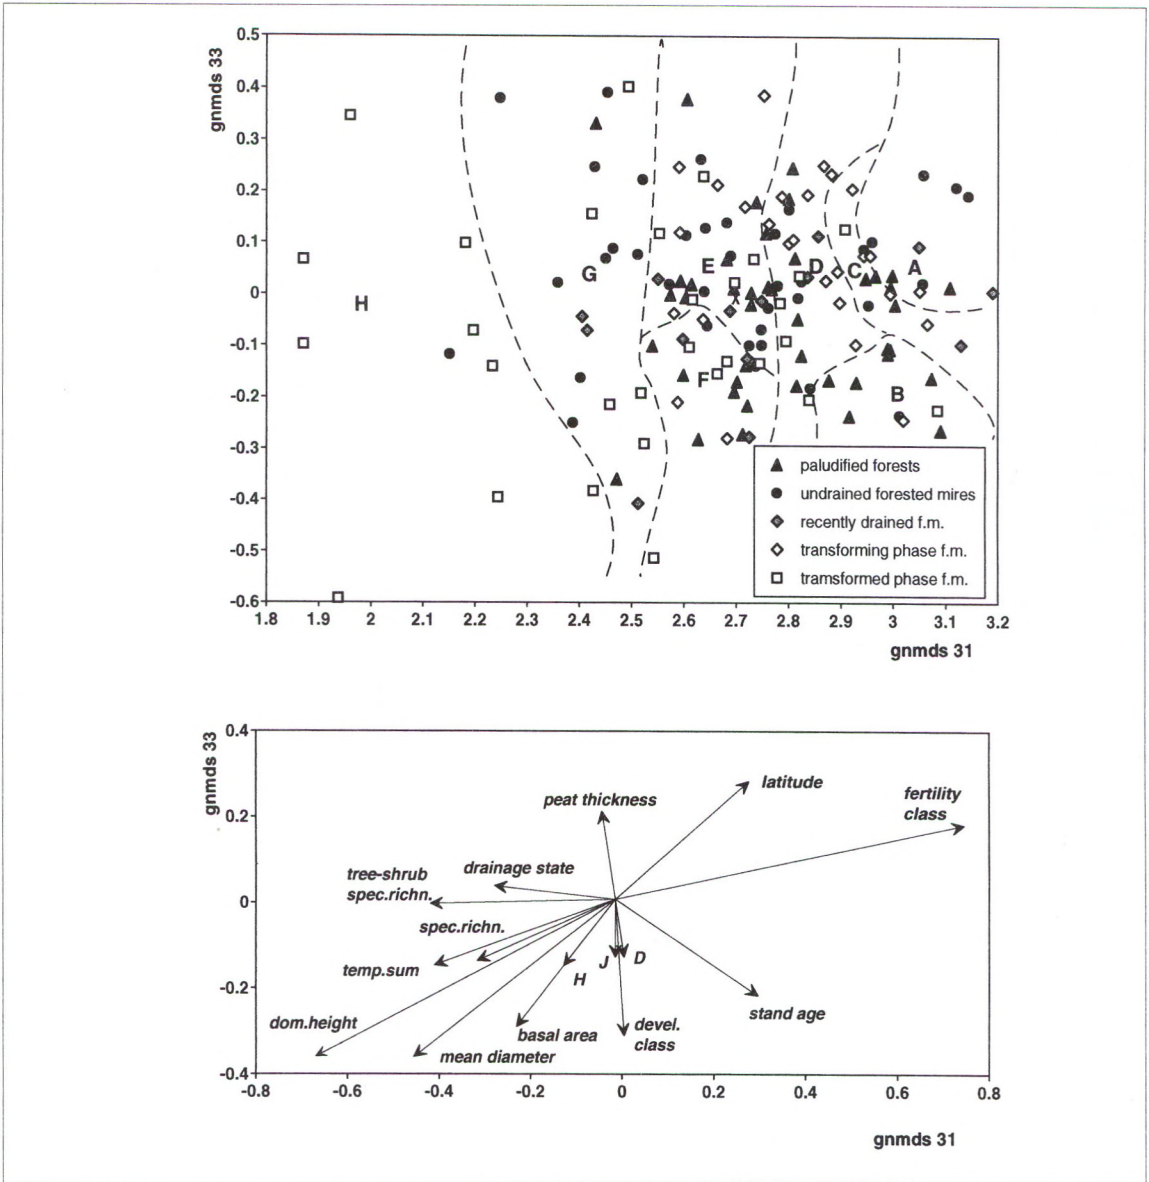 gnmds 33
0.5
0.4
0.3
0.2
0.1
0
-0.1
-0.2
-0.3
-0.4
-0.5
-0.6
H
G
E
F
D
C
A
B
paludified forests
undrained forested mires
recently drained f.m.
transforming phase f.m.
tramsformed phase f.m.
1.8 1.9 2 2.1 2.2 2.3 2.4 2.5 2.6 2.7 2.8 2.9 3 3.1 3.2
gnmds 31
gnmds 33
0.4
0.2
0
-0.2
-0.4
latitude
peat thickness
fertility
class
drainage state
tree-shrub
spec.richn.
spec.richn.
temp.sum
H
J
D
dom.height
basal area
mean diameter
devel.
class
stand age
-0.8 -0.6 -0.4 -0.2 0 0.2 0.4 0.6 0.8
gnmds 31